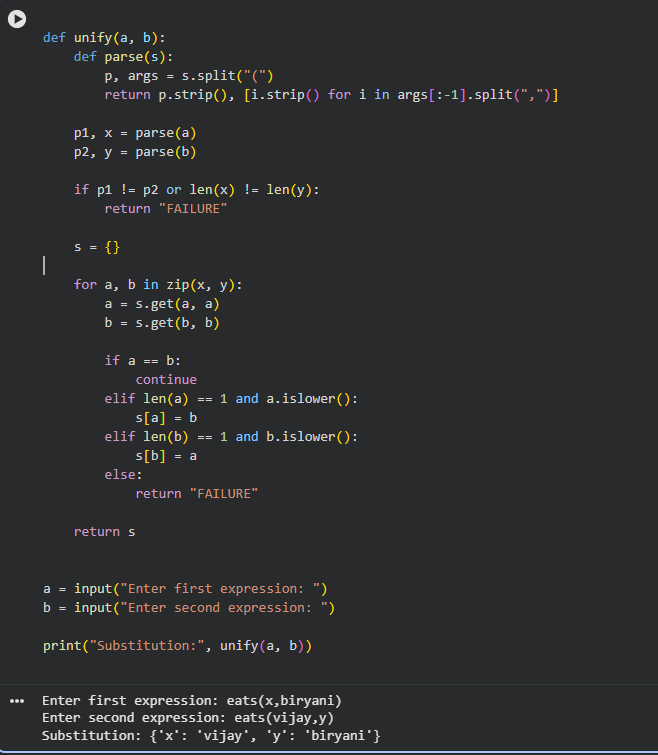 def unify(a, b):
    def parse(s):
        p, args = s.split("(")
        return p.strip(), [i.strip() for i in args[:-1].split(",")]

    p1, x = parse(a)
    p2, y = parse(b)

    if p1 != p2 or len(x) != len(y):
        return "FAILURE"

    s = {}

    for a, b in zip(x, y):
        a = s.get(a, a)
        b = s.get(b, b)

        if a == b:
            continue
        elif len(a) == 1 and a.islower():
            s[a] = b
        elif len(b) == 1 and b.islower():
            s[b] = a
        else:
            return "FAILURE"

    return s


a = input("Enter first expression: ")
b = input("Enter second expression: ")

print("Substitution:", unify(a, b))

Enter first expression: eats(x,biryani)
Enter second expression: eats(vijay,y)
Substitution: {'x': 'vijay', 'y': 'biryani'}